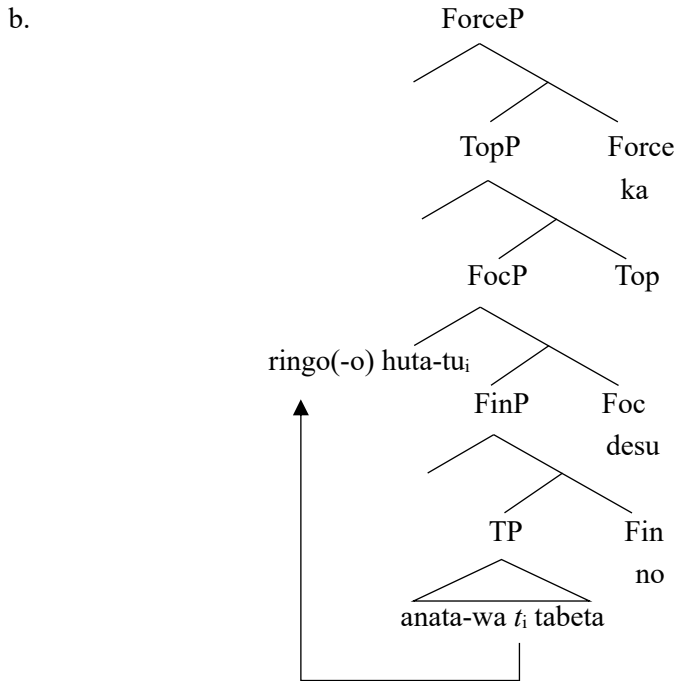 b.
ForceP
TopP Force
ka
FocP Top
ringo(-o) huta-tuᵢ
FinP Foc
desu
TP Fin
no
anata-wa tᵢ tabeta